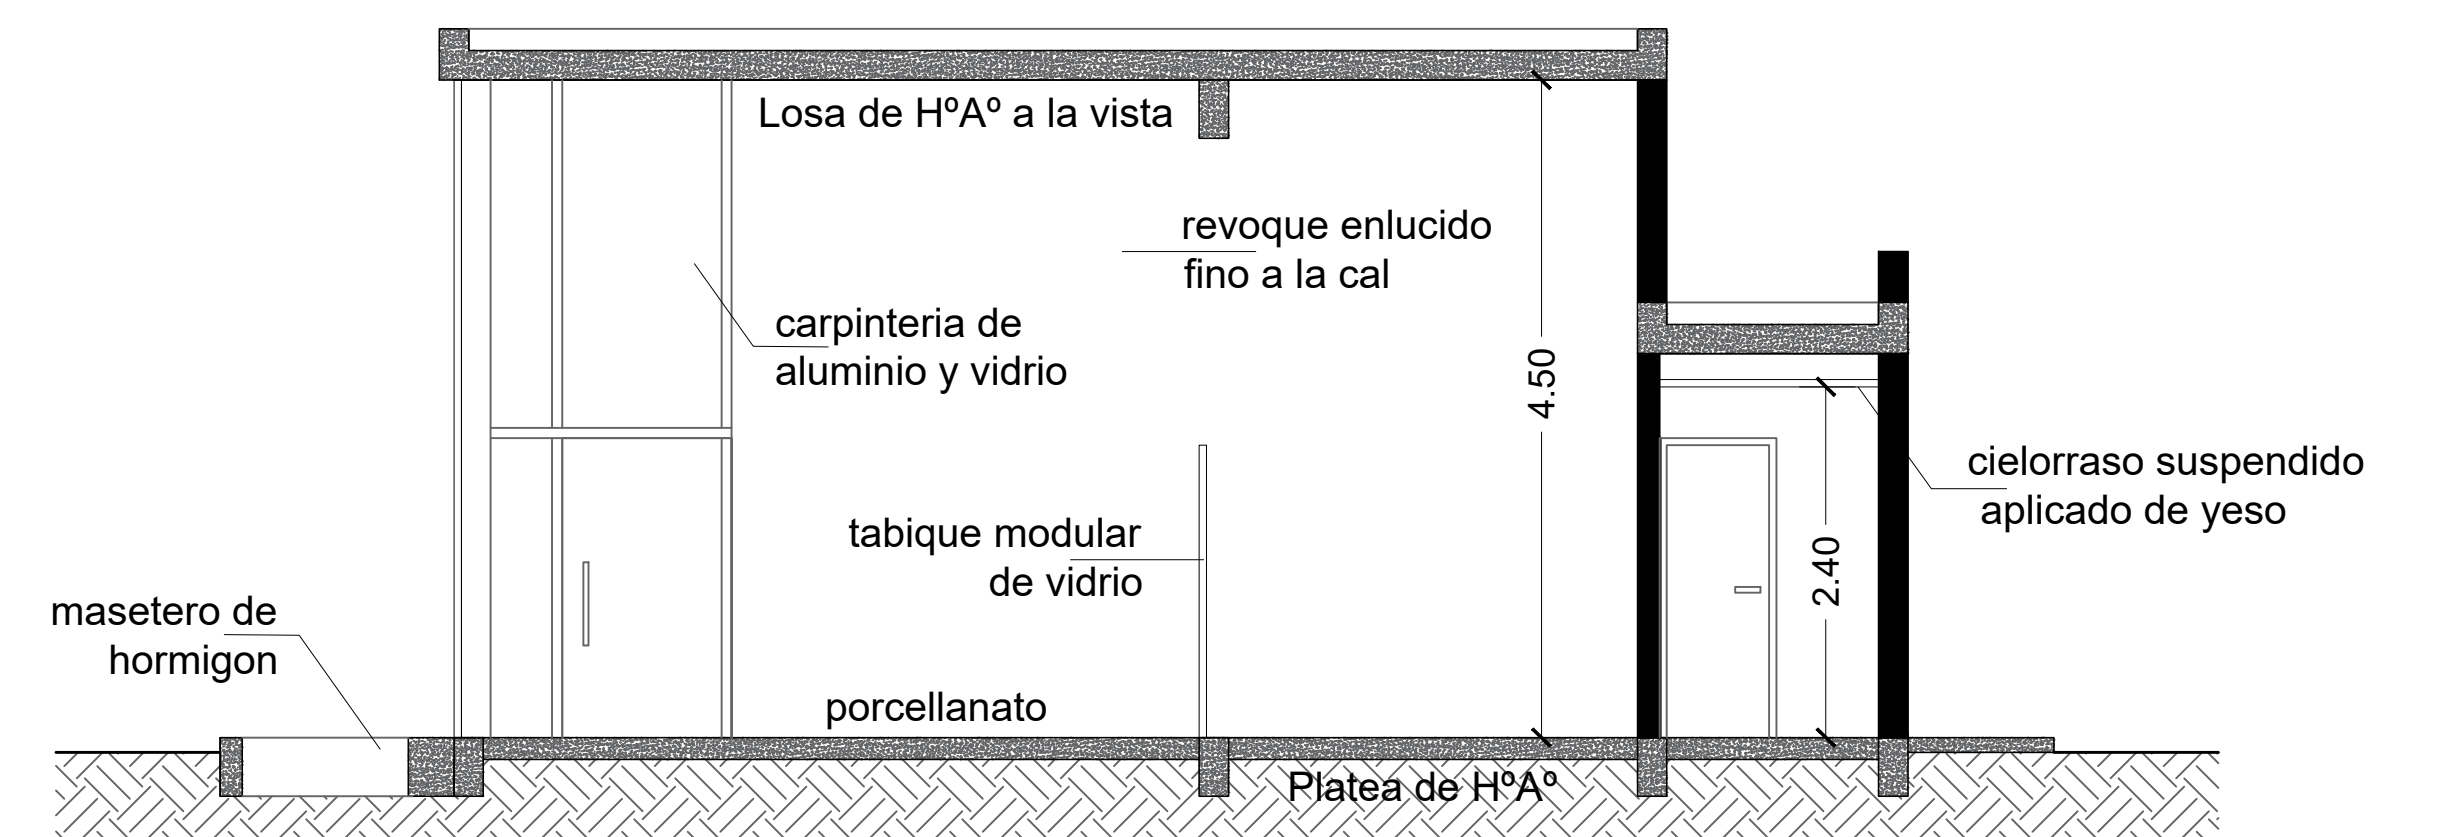 Losa de HºAº a la vista
revoque enlucido
fino a la cal
carpinteria de
aluminio y vidrio
4.50
cielorraso suspendido
aplicado de yeso
tabique modular
de vidrio
2.40
masetero de
hormigon
porcellanato
Platea de HºAº